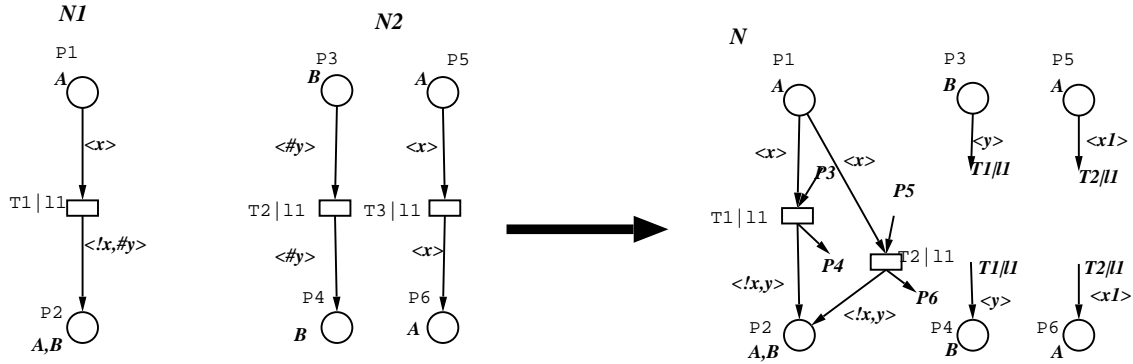 N1
N2
N
P1
A
<x>
T1|l1
<!x,#y>
P2
A,B
P3
B
<#y>
T2|l1
<#y>
P4
B
P5
A
<x>
T3|l1
<x>
P6
A
P1
A
<x>
<x>
P3
P5
T1|l1
P4
T2|l1
P6
<!x,y>
<!x,y>
P2
A,B
P3
B
<y>
T1|l1
P5
A
<x1>
T2|l1
T1|l1
<y>
P4
B
T2|l1
<x1>
P6
A